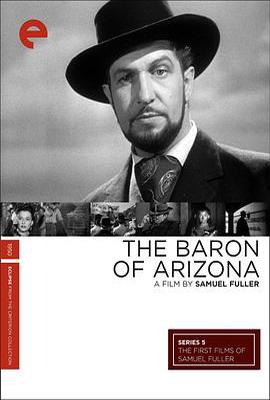 e
THE BARON
OF ARIZONA
A FILM BY SAMUEL FULLER
1950
ECLIPSE FROM THE CRITERION COLLECTION
SERIES 5
THE FIRST FILMS OF
SAMUEL FULLER